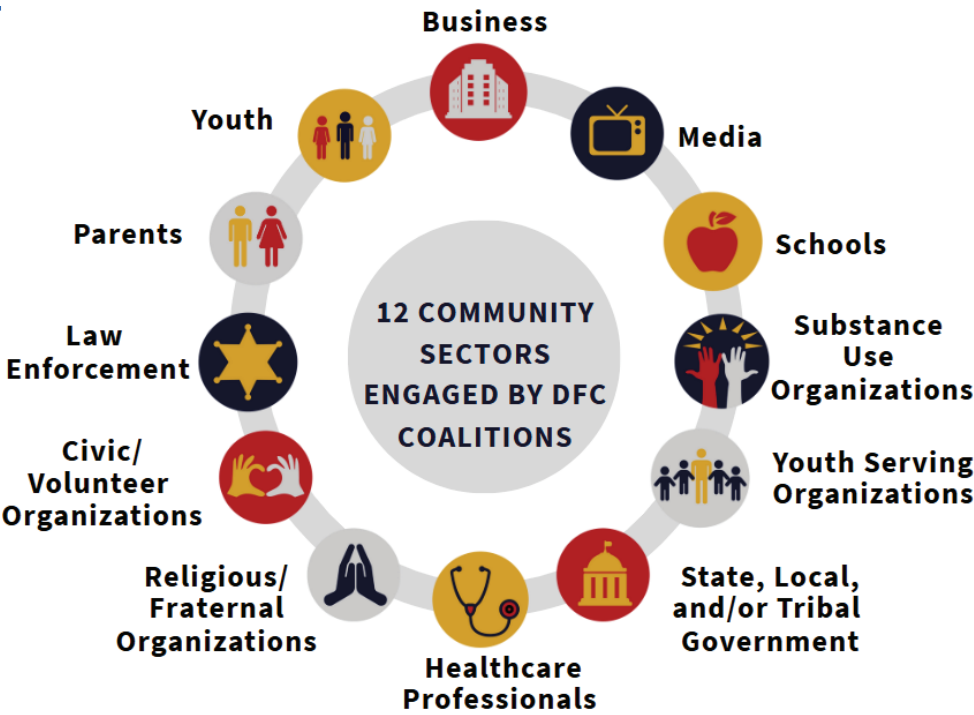 Business
Media
Schools
Substance
Use
Organizations
Youth Serving
Organizations
State, Local,
and/or Tribal
Government
Healthcare
Professionals
Religious/
Fraternal
Organizations
Civic/
Volunteer
Organizations
Law
Enforcement
Parents
Youth
12 COMMUNITY
SECTORS
ENGAGED BY DFC
COALITIONS